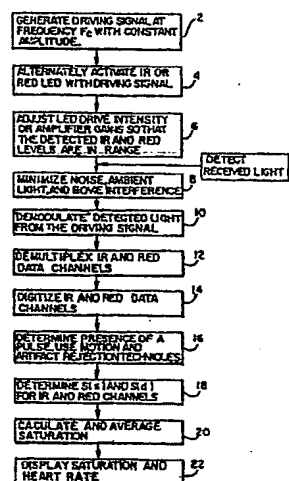 GENERATE DRIVING SIGNAL AT
FREQUENCY Fc WITH CONSTANT
AMPLITUDE.
2
ALTERNATELY ACTIVATE IR OR
RED LED WITH DRIVING SIGNAL
4
ADJUST LED DRIVE INTENSITY
OR AMPLIFIER GAINS SO THAT
THE DETECTED IR AND RED
LEVELS ARE IN RANGE
6
DETECT
RECEIVED LIGHT
MINIMIZE NOISE, AMBIENT
LIGHT, AND BOVIE INTERFERENCE
8
DEMODULATE DETECTED LIGHT
FROM THE DRIVING SIGNAL
10
DEMULTIPLEX IR AND RED
DATA CHANNELS
12
DIGITIZE IR AND RED DATA
CHANNELS
14
DETERMINE PRESENCE OF A
PULSE, USE MOTION AND
ARTIFACT REJECTION TECHNIQUES
16
DETERMINE
FOR IR AND RED CHANNELS
18
CACULATE AND AVERAGE
SATURATION
20
DISPLAY SATURATION AND
HEART RATE
22